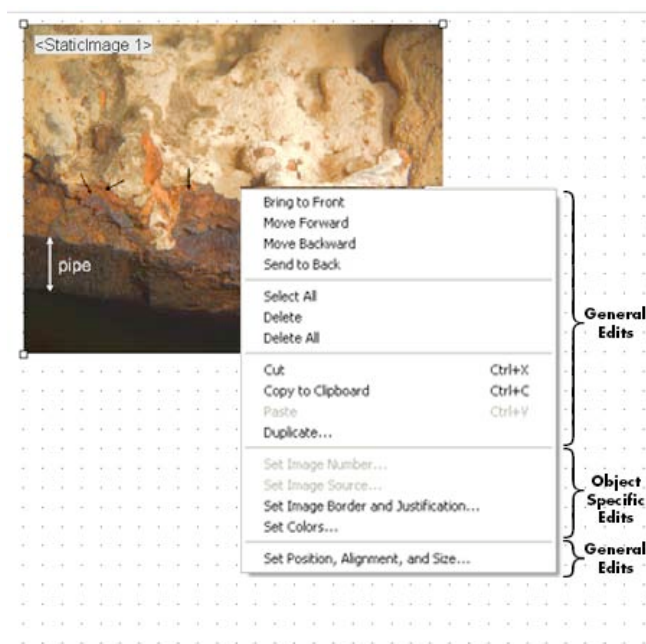 <StaticImage 1>
pipe
Bring to Front
Move Forward
Move Backward
Send to Back
Select All
Delete
Delete All
Cut Ctrl+X
Copy to Clipboard Ctrl+C
Paste Ctrl+V
Duplicate...
Set Image Number...
Set Image Source...
Set Image Border and Justification...
Set Colors...
Set Position, Alignment, and Size...
General
Edits
Object
Specific
Edits
General
Edits